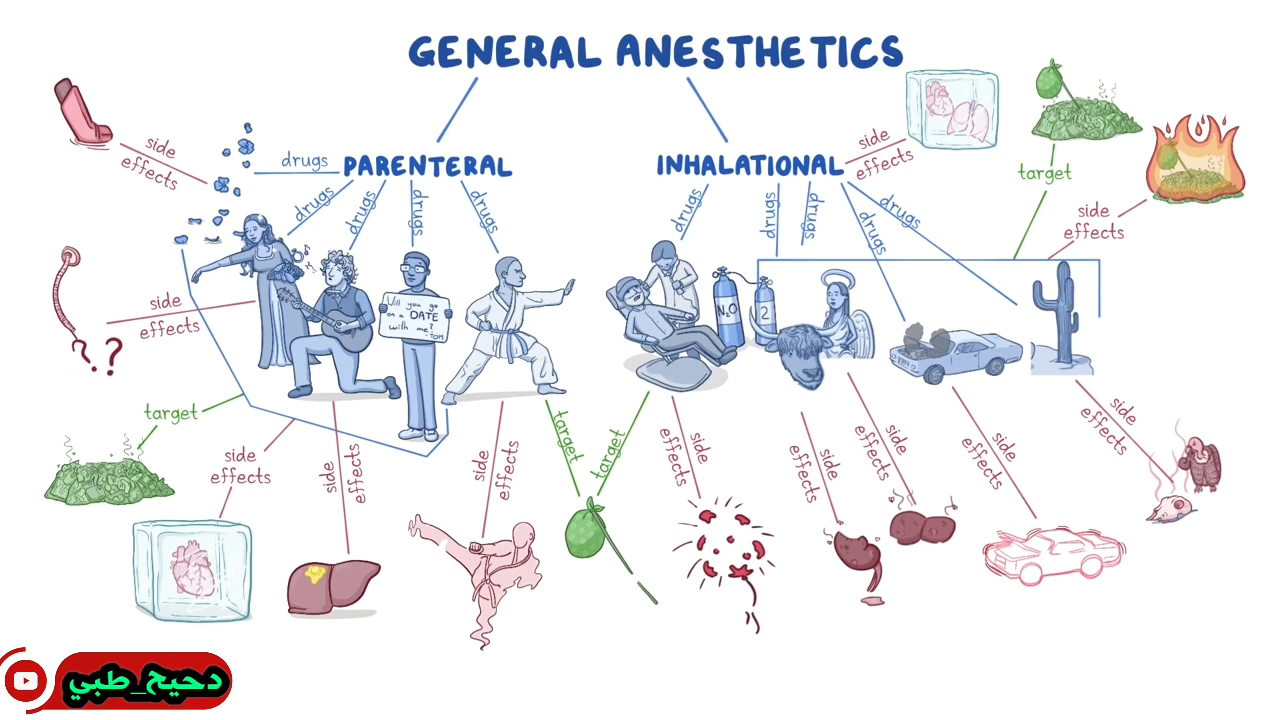 GENERAL ANESTHETICS
PARENTERAL
INHALATIONAL
drugs
drugs
drugs
drugs
drugs
drugs
drugs
drugs
drugs
drugs
side
effects
side
effects
side
effects
target
side
effects
target
side
effects
Will you go
on a DATE
with me?
-TOM
N₂O
2
??
target
side
effects
side
effects
side
effects
target
target
side
effects
side
effects
side
effects
side
effects
side
effects
دحيح_طبي